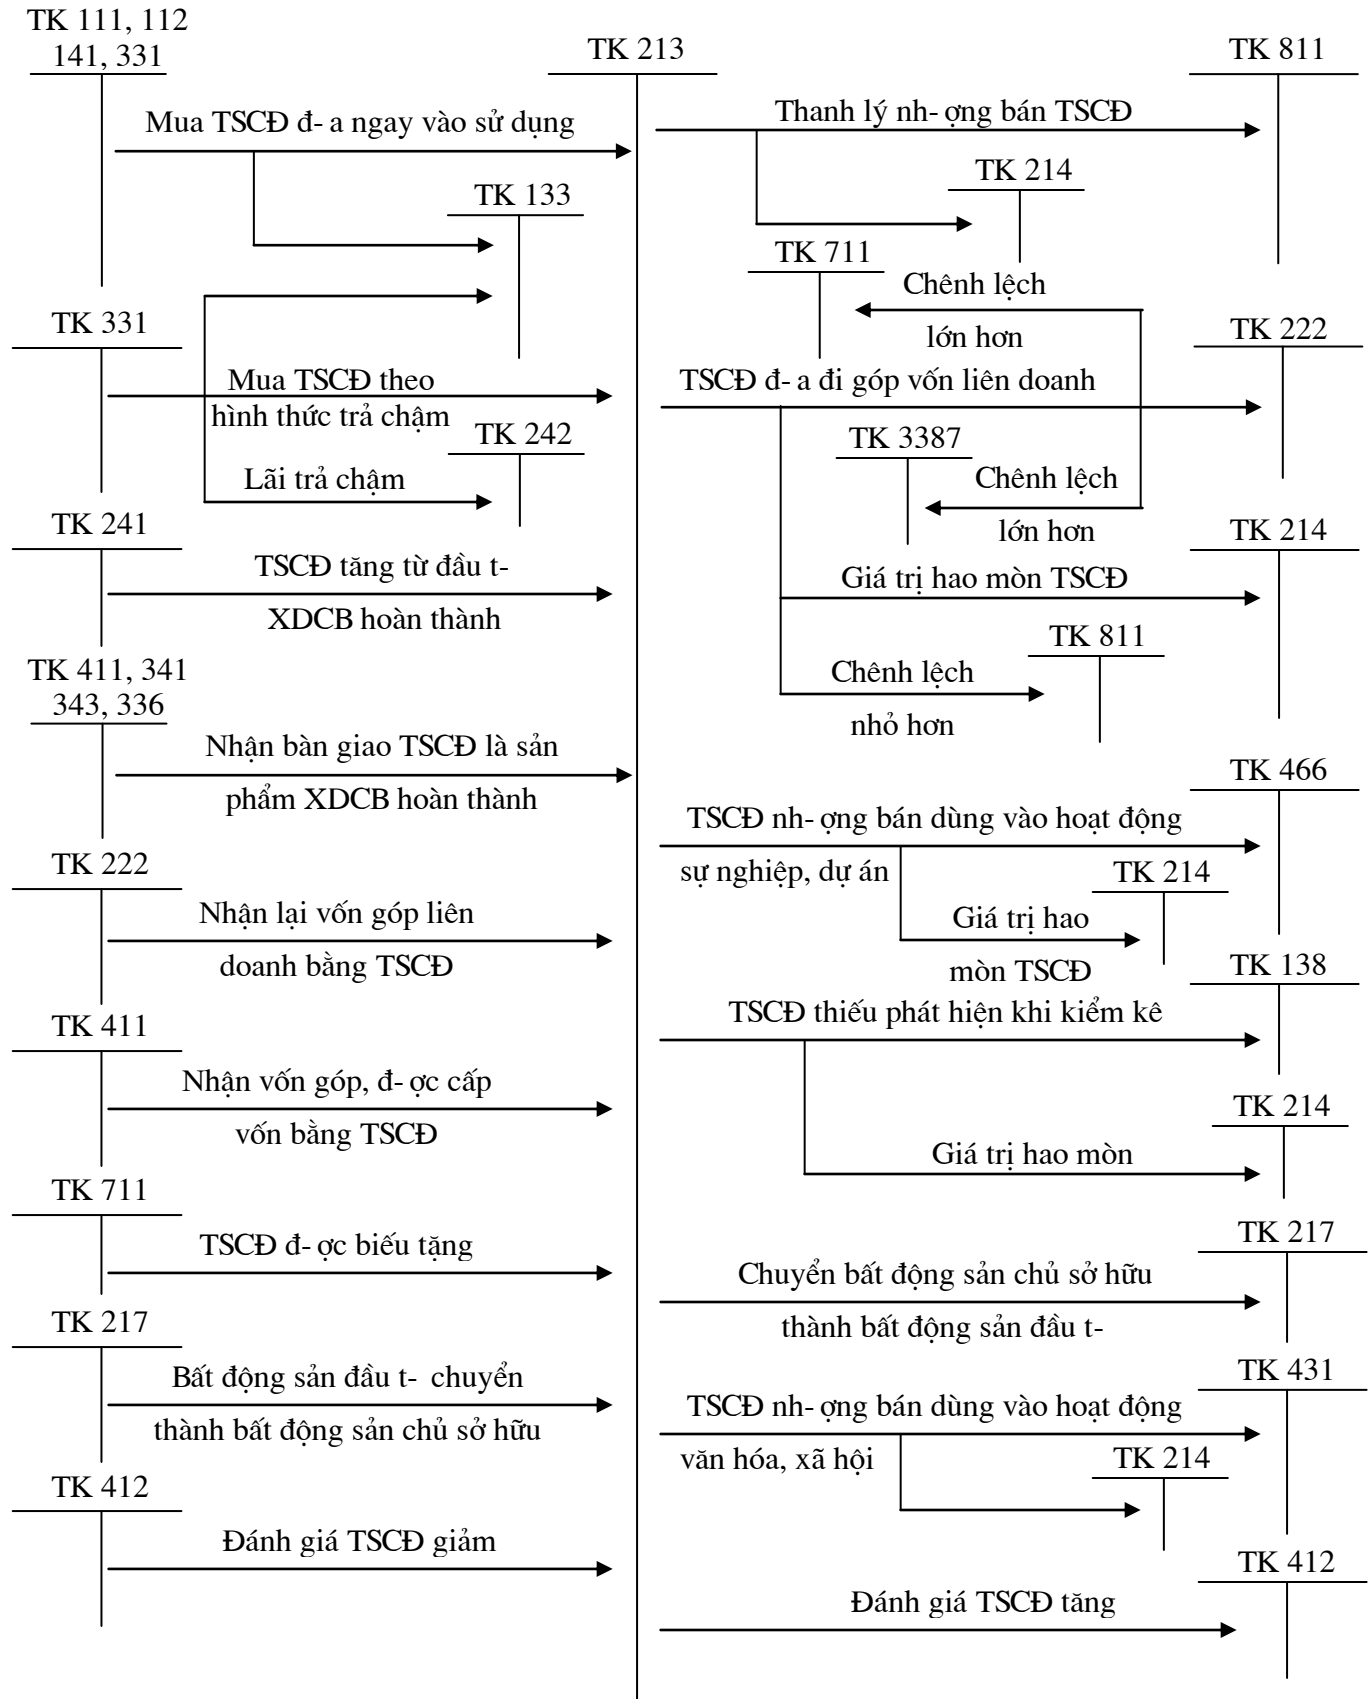 TK 111, 112
141, 331
TK 213
TK 811
Mua TSCĐ đ- a ngay vào sử dụng
Thanh lý nh- ợng bán TSCĐ
TK 133
TK 214
TK 711
Chênh lệch
lớn hơn
TK 331
TK 222
Mua TSCĐ theo
hình thức trả chậm
TSCĐ đ- a đi góp vốn liên doanh
TK 242
TK 3387
Lãi trả chậm
Chênh lệch
lớn hơn
TK 241
TK 214
TSCĐ tăng từ đầu t-
XDCB hoàn thành
Giá trị hao mòn TSCĐ
TK 811
TK 411, 341
343, 336
Chênh lệch
nhỏ hơn
Nhận bàn giao TSCĐ là sản
phẩm XDCB hoàn thành
TK 466
TSCĐ nh- ợng bán dùng vào hoạt động
sự nghiệp, dự án
TK 222
TK 214
Nhận lại vốn góp liên
doanh bằng TSCĐ
Giá trị hao
mòn TSCĐ
TK 138
TSCĐ thiếu phát hiện khi kiểm kê
TK 411
Nhận vốn góp, đ- ợc cấp
vốn bằng TSCĐ
TK 214
Giá trị hao mòn
TK 711
TSCĐ đ- ợc biếu tặng
TK 217
Chuyển bất động sản chủ sở hữu
thành bất động sản đầu t-
TK 217
Bất động sản đầu t- chuyển
thành bất động sản chủ sở hữu
TK 431
TSCĐ nh- ợng bán dùng vào hoạt động
văn hóa, xã hội
TK 214
TK 412
Đánh giá TSCĐ giảm
TK 412
Đánh giá TSCĐ tăng